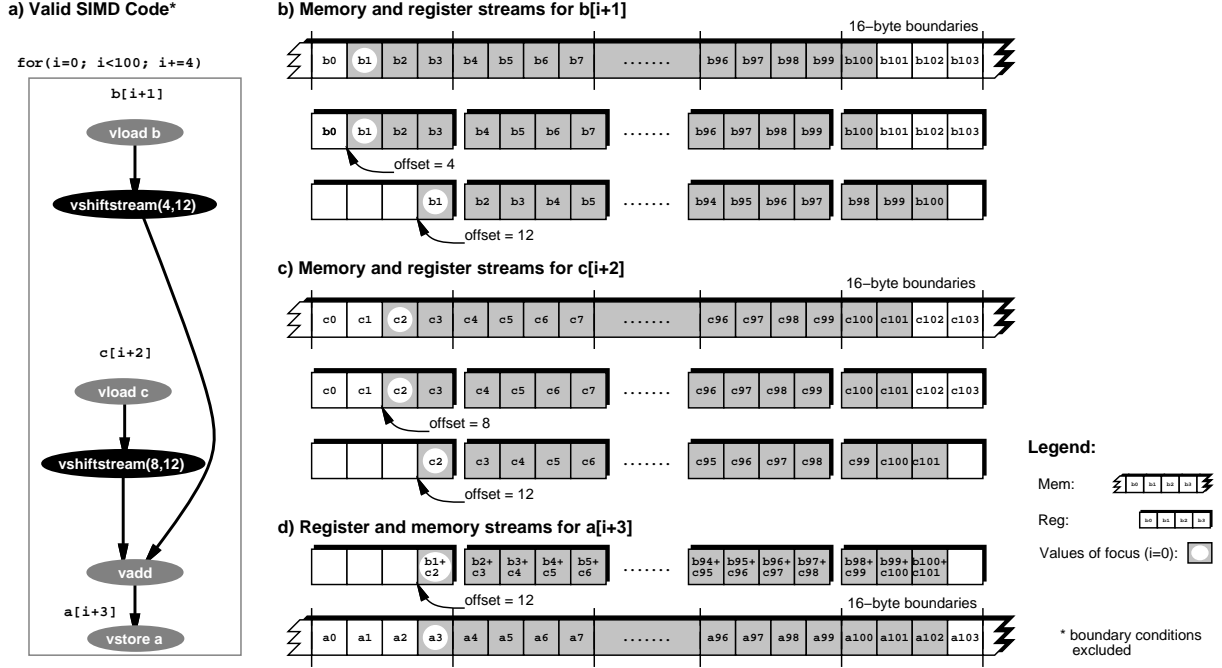 a) Valid SIMD Code*
for(i=0; i<100; i+=4)
b[i+1]
vload b
vshiftstream(4,12)
c[i+2]
vload c
vshiftstream(8,12)
vadd
a[i+3]
vstore a
b) Memory and register streams for b[i+1]
16-byte boundaries
b0 b1 b2 b3 b4 b5 b6 b7 ....... b96 b97 b98 b99 b100 b101 b102 b103
b0 b1 b2 b3 b4 b5 b6 b7 ....... b96 b97 b98 b99 b100 b101 b102 b103
offset = 4
b1 b2 b3 b4 b5 ....... b94 b95 b96 b97 b98 b99 b100
offset = 12
c) Memory and register streams for c[i+2]
16-byte boundaries
c0 c1 c2 c3 c4 c5 c6 c7 ....... c96 c97 c98 c99 c100 c101 c102 c103
c0 c1 c2 c3 c4 c5 c6 c7 ....... c96 c97 c98 c99 c100 c101 c102 c103
offset = 8
c2 c3 c4 c5 c6 ....... c95 c96 c97 c98 c99 c100 c101
offset = 12
d) Register and memory streams for a[i+3]
b1+ b2+ b3+ b4+ b5+ ....... b94+ b95+ b96+ b97+ b98+ b99+ b100+
c2 c3 c4 c5 c6 c95 c96 c97 c98 c99 c100 c101
offset = 12
16-byte boundaries
a0 a1 a2 a3 a4 a5 a6 a7 ....... a96 a97 a98 a99 a100 a101 a102 a103
Legend:
Mem: b0 b1 b2 b3
Reg: b0 b1 b2 b3
Values of focus (i=0):
* boundary conditions
excluded